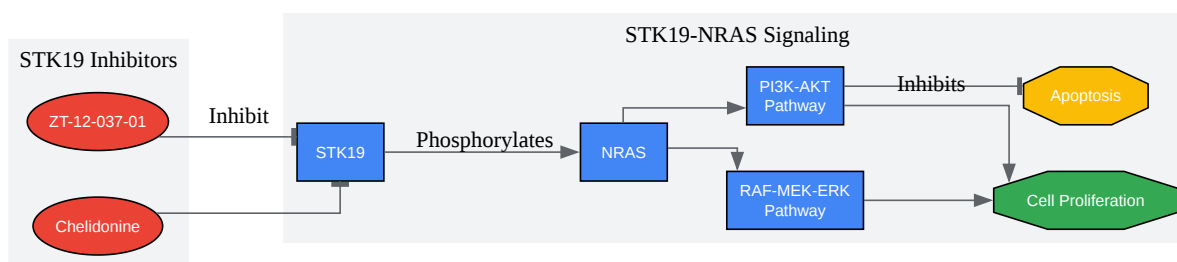 STK19 Inhibitors
ZT-12-037-01
Chelidonine
Inhibit
STK19-NRAS Signaling
STK19
Phosphorylates
NRAS
PI3K-AKT
Pathway
RAF-MEK-ERK
Pathway
Inhibits
Apoptosis
Cell Proliferation